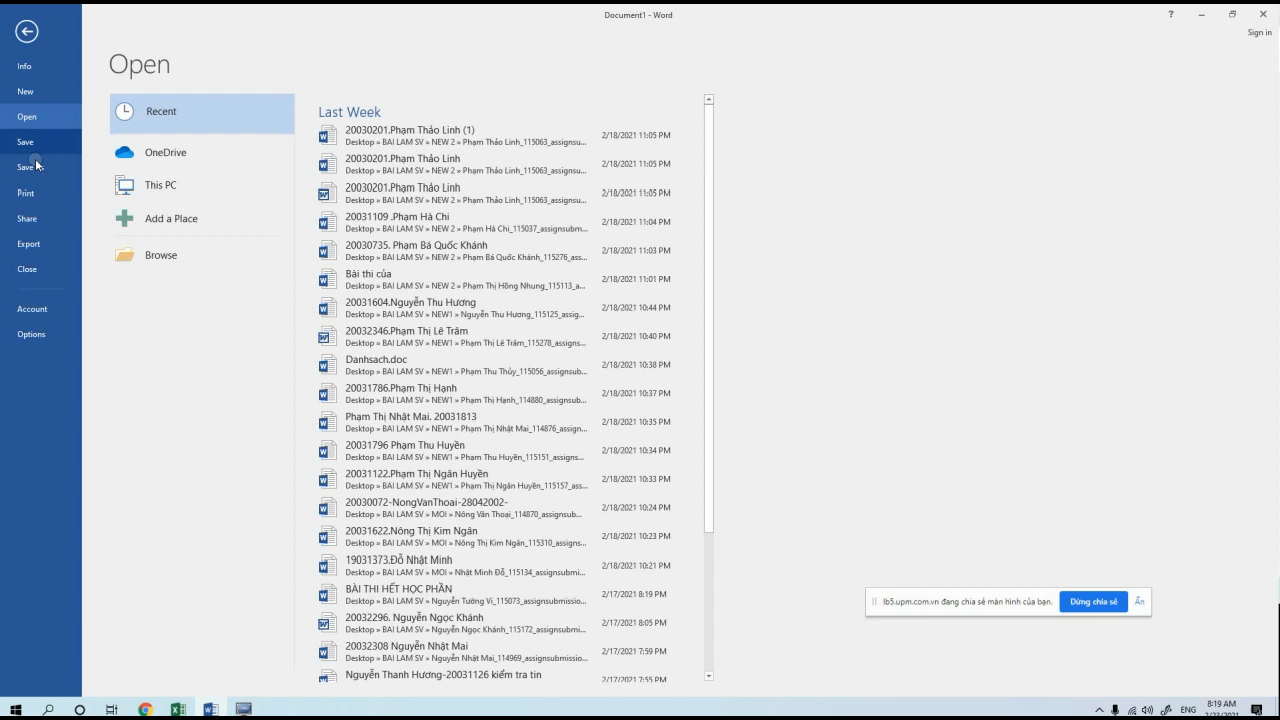 Document1 - Word
?
Sign in
Info
New
Open
Save
Save
Print
Share
Export
Close
Account
Options
Open
Recent
OneDrive
This PC
Add a Place
Browse
Last Week
20030201.Phạm Thảo Linh (1)
Desktop » BAI LAM SV » NEW 2 » Phạm Thảo Linh_115063_assignsu...
2/18/2021 11:05 PM
20030201.Phạm Thảo Linh
Desktop » BAI LAM SV » NEW 2 » Phạm Thảo Linh_115063_assignsu...
2/18/2021 11:05 PM
20030201.Phạm Thảo Linh
Desktop » BAI LAM SV » NEW 2 » Phạm Thảo Linh_115063_assignsu...
2/18/2021 11:05 PM
20031109 .Phạm Hà Chi
Desktop » BAI LAM SV » NEW 2 » Phạm Hà Chi_115037_assignsubm...
2/18/2021 11:04 PM
20030735. Phạm Bá Quốc Khánh
Desktop » BAI LAM SV » NEW 2 » Phạm Bá Quốc Khánh_115276_ass...
2/18/2021 11:03 PM
Bài thi của
Desktop » BAI LAM SV » NEW 2 » Phạm Thị Hồng Nhung_115113_a...
2/18/2021 11:01 PM
20031604.Nguyễn Thu Hương
Desktop » BAI LAM SV » NEW1 » Nguyễn Thu Hương_115125_assig...
2/18/2021 10:44 PM
20032346.Phạm Thị Lê Trâm
Desktop » BAI LAM SV » NEW1 » Phạm Thị Lê Trâm_115278_assigns...
2/18/2021 10:40 PM
Danhsach.doc
Desktop » BAI LAM SV » NEW1 » Phạm Thu Thủy_115056_assignsub...
2/18/2021 10:38 PM
20031786.Phạm Thị Hạnh
Desktop » BAI LAM SV » NEW1 » Phạm Thị Hạnh_114880_assignsub...
2/18/2021 10:37 PM
Phạm Thị Nhật Mai. 20031813
Desktop » BAI LAM SV » NEW1 » Phạm Thị Nhật Mai_114876_assign...
2/18/2021 10:35 PM
20031796 Phạm Thu Huyền
Desktop » BAI LAM SV » NEW1 » Phạm Thu Huyền_115151_assigns...
2/18/2021 10:34 PM
20031122.Phạm Thị Ngân Huyền
Desktop » BAI LAM SV » NEW1 » Phạm Thị Ngân Huyền_115157_ass...
2/18/2021 10:33 PM
20030072-NongVanThoai-28042002-
Desktop » BAI LAM SV » MOI » Nông Văn Thoại_114870_assignsub...
2/18/2021 10:24 PM
20031622.Nông Thị Kim Ngân
Desktop » BAI LAM SV » MOI » Nông Thị Kim Ngân_115310_assigns...
2/18/2021 10:23 PM
19031373.Đỗ Nhật Minh
Desktop » BAI LAM SV » MOI » Nhật Minh Đỗ_115134_assignsubmi...
2/18/2021 10:21 PM
BÀI THI HẾT HỌC PHẦN
Desktop » BAI LAM SV » Nguyễn Tường Vi_115073_assignsubmissio...
2/17/2021 8:19 PM
20032296. Nguyễn Ngọc Khánh
Desktop » BAI LAM SV » Nguyễn Ngọc Khánh_115172_assignsubmi...
2/17/2021 8:05 PM
20032308 Nguyễn Nhật Mai
Desktop » BAI LAM SV » Nguyễn Nhật Mai_114969_assignsubmissio...
2/17/2021 7:59 PM
Nguyễn Thanh Hương-20031126 kiểm tra tin
2/17/2021 7:55 PM
lb5.upm.com.vn đang chia sẻ màn hình của bạn.
Dừng chia sẻ
Ẩn
ENG
8:19 AM
2/23/2021